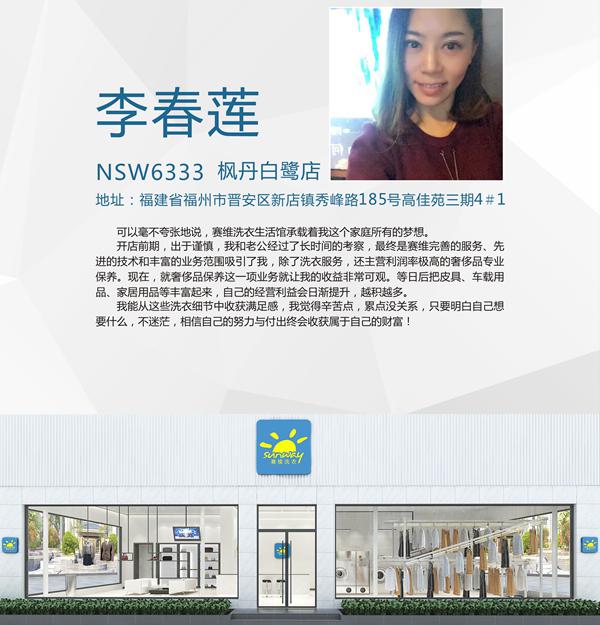 李春莲
NSW6333 枫丹白鹭店
地址：福建省福州市晋安区新店镇秀峰路185号高佳苑三期4#1
可以毫不夸张地说，赛维洗衣生活馆承载着我这个家庭所有的梦想。
开店前期，出于谨慎，我和老公经过了长时间的考察，最终是赛维完善的服务、先
进的技术和丰富的业务范围吸引了我，除了洗衣服务，还主营利润率极高的奢侈品专业
保养。现在，就奢侈品保养这一项业务就让我的收益非常可观。等日后把皮具、车载用
品、家居用品等丰富起来，自己的经营利益会日渐提升，越积越多。
我能从这些洗衣细节中收获满足感，我觉得辛苦点，累点没关系，只要明白自己想
要什么，不迷茫，相信自己的努力与付出终会收获属于自己的财富！
sunway
赛维洗衣